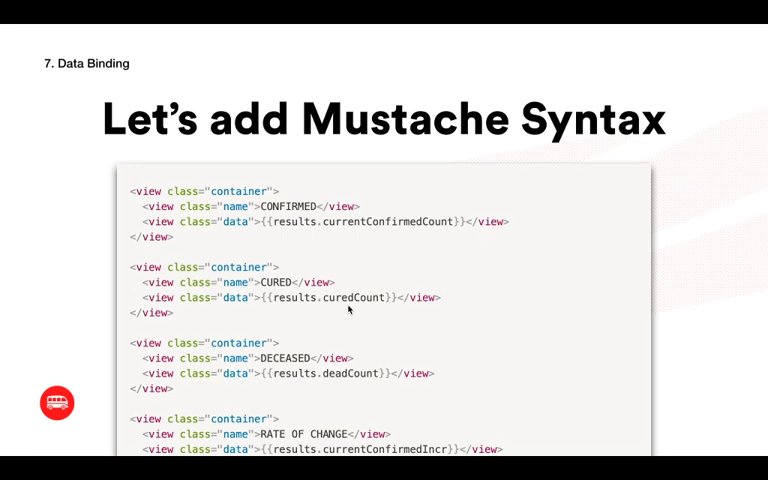 7. Data Binding
Let's add Mustache Syntax
<view class="container">
<view class="name">CONFIRMED</view>
<view class="data">{{results.currentConfirmedCount}}</view>
</view>
<view class="container">
<view class="name">CURED</view>
<view class="data">{{results.curedCount}}</view>
</view>
<view class="container">
<view class="name">DECEASED</view>
<view class="data">{{results.deadCount}}</view>
</view>
<view class="container">
<view class="name">RATE OF CHANGE</view>
<view class="data">{{results.currentConfirmedIncr}}</view>